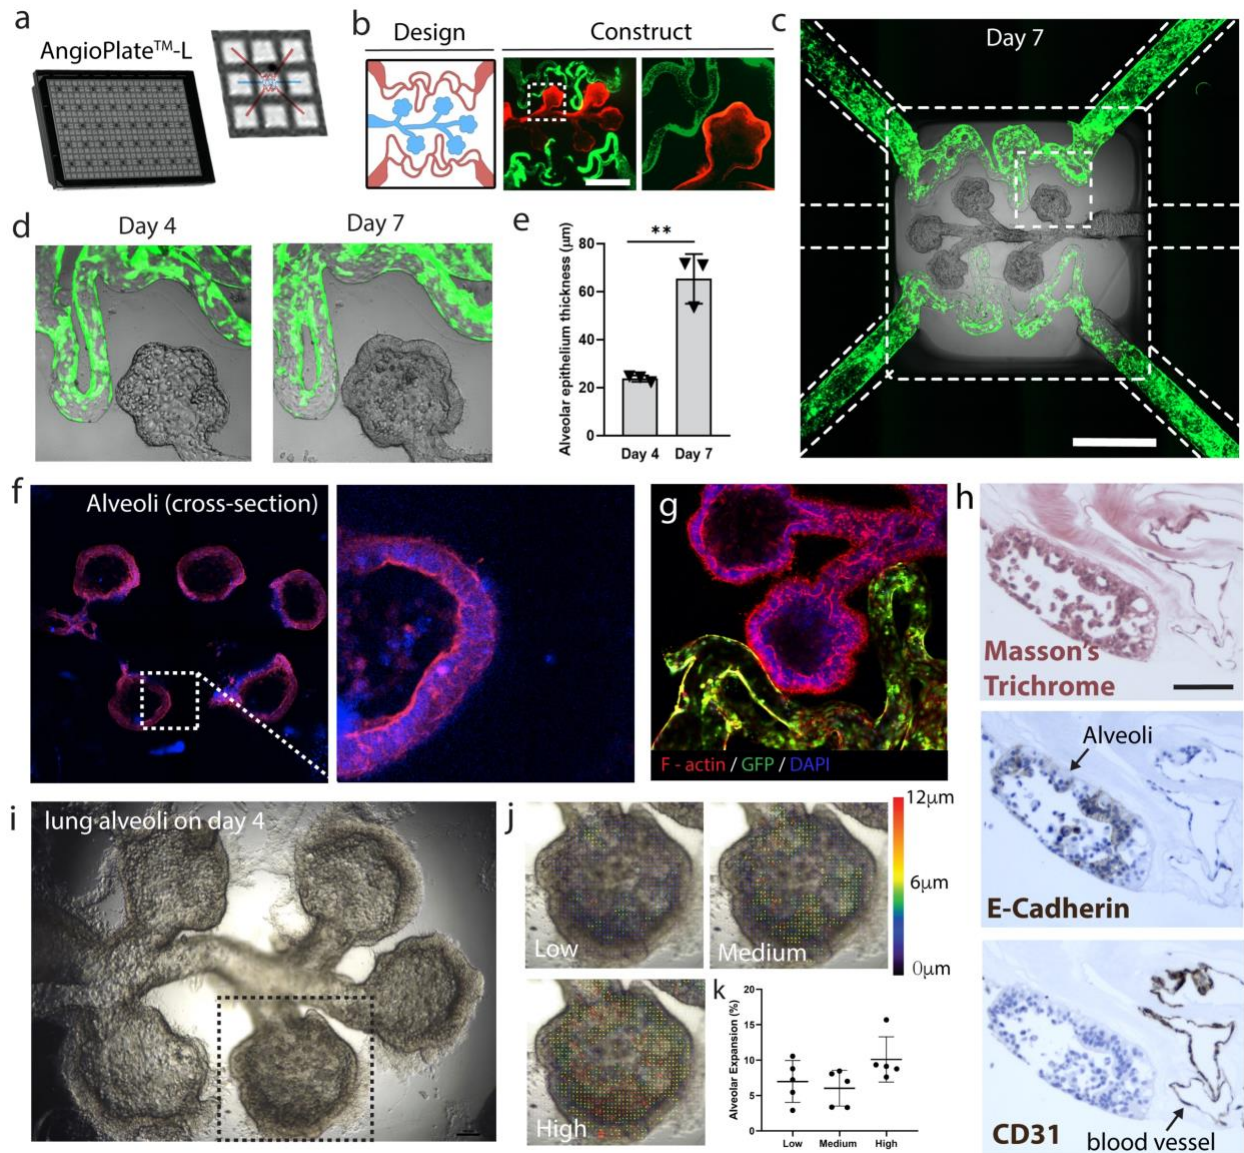 a
AngioPlate™-L
b
Design
Construct
c
Day 7
d
Day 4
Day 7
e
Alveolar epithelium thickness (μm)
80
60
40
20
0
**
Day 4
Day 7
f
Alveoli (cross-section)
g
F - actin / GFP / DAPI
h
Masson's
Trichrome
Alveoli
E-Cadherin
CD31
blood vessel
i
lung alveoli on day 4
j
Low
Medium
High
12μm
6μm
0μm
k
Alveolar Expansion (%)
20
15
10
5
0
Low
Medium
High